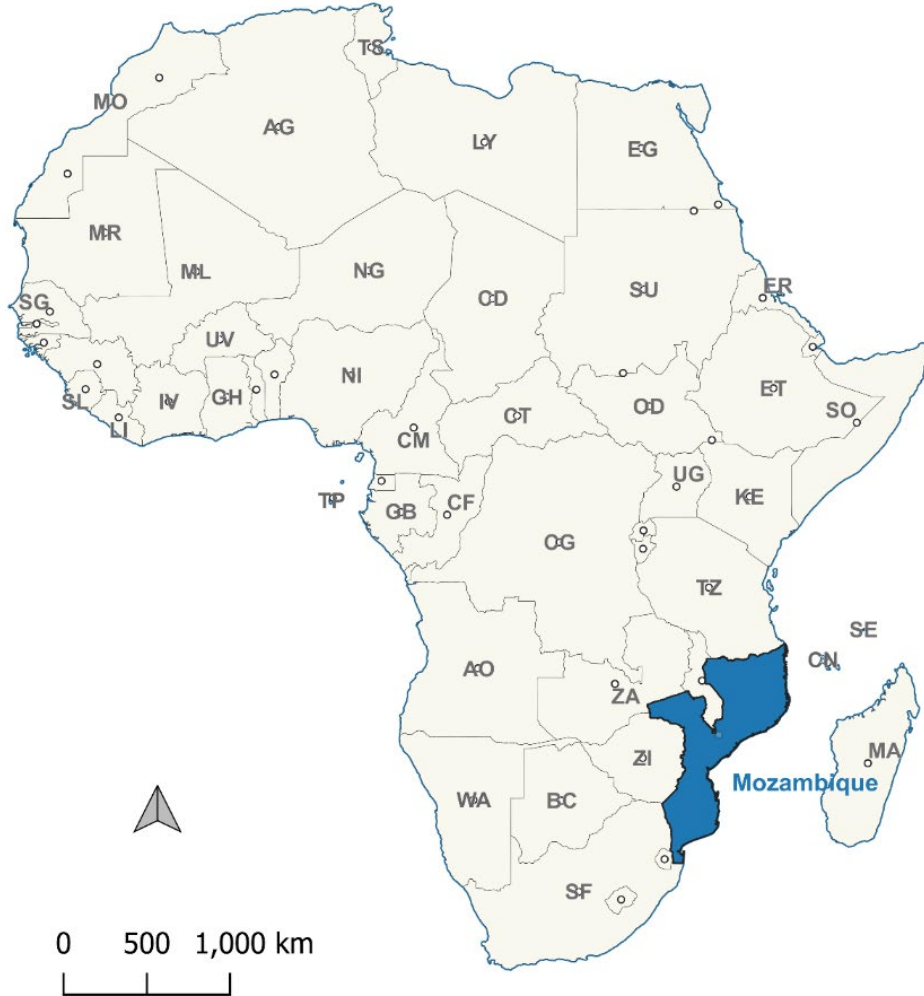 TS
MO
AG
LY
EG
MR
ML
NG
CD
SU
ER
SG
UV
NI
ET
SO
SL
LI
IV
GH
CM
CT
OD
UG
KE
TP
GB
CF
CG
TZ
SE
CN
AO
ZA
ZI
MA
Mozambique
WA
BC
SF
0 500 1,000 km